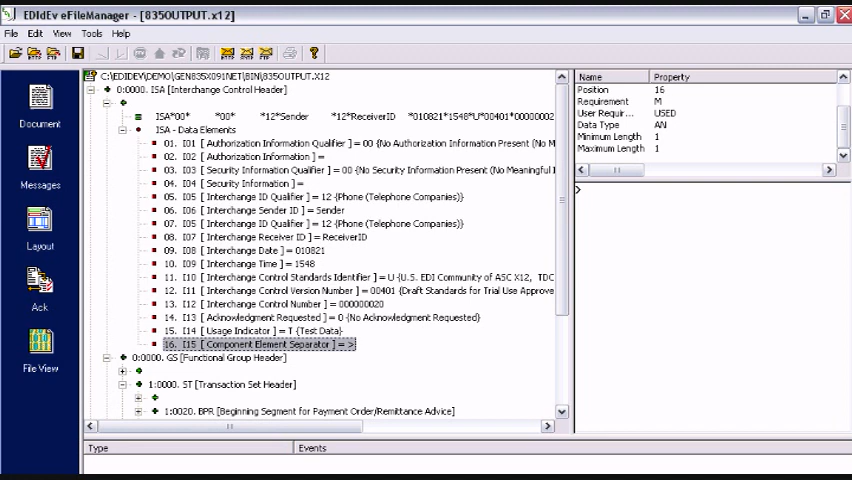 EDIdEv eFileManager - [835OUTPUT.x12]
File Edit View Tools Help
Document
Messages
Layout
Ack
File View
C:\EDIDEV\DEMO\GEN835X091NET\BIN\835OUTPUT.X12
0:0000. ISA [Interchange Control Header]
ISA*00* *00* *12*Sender *12*ReceiverID *010821*1548*U*00401*00000002
ISA - Data Elements
01. I01 [ Authorization Information Qualifier ] = 00 {No Authorization Information Present (No M
02. I02 [ Authorization Information ] =
03. I03 [ Security Information Qualifier ] = 00 {No Security Information Present (No Meaningful I
04. I04 [ Security Information ] =
05. I05 [ Interchange ID Qualifier ] = 12 {Phone (Telephone Companies)}
06. I06 [ Interchange Sender ID ] = Sender
07. I05 [ Interchange ID Qualifier ] = 12 {Phone (Telephone Companies)}
08. I07 [ Interchange Receiver ID ] = ReceiverID
09. I08 [ Interchange Date ] = 010821
10. I09 [ Interchange Time ] = 1548
11. I10 [ Interchange Control Standards Identifier ] = U {U.S. EDI Community of ASC X12, TDC
12. I11 [ Interchange Control Version Number ] = 00401 {Draft Standards for Trial Use Approve
13. I12 [ Interchange Control Number ] = 000000020
14. I13 [ Acknowledgment Requested ] = 0 {No Acknowledgment Requested}
15. I14 [ Usage Indicator ] = T {Test Data}
16. I15 [ Component Element Separator ] = >
0:0000. GS [Functional Group Header]
1:0000. ST [Transaction Set Header]
1:0020. BPR [Beginning Segment for Payment Order/Remittance Advice]
Name Property
Position 16
Requirement M
User Requir... USED
Data Type AN
Minimum Length 1
Maximum Length 1
>
Type Events